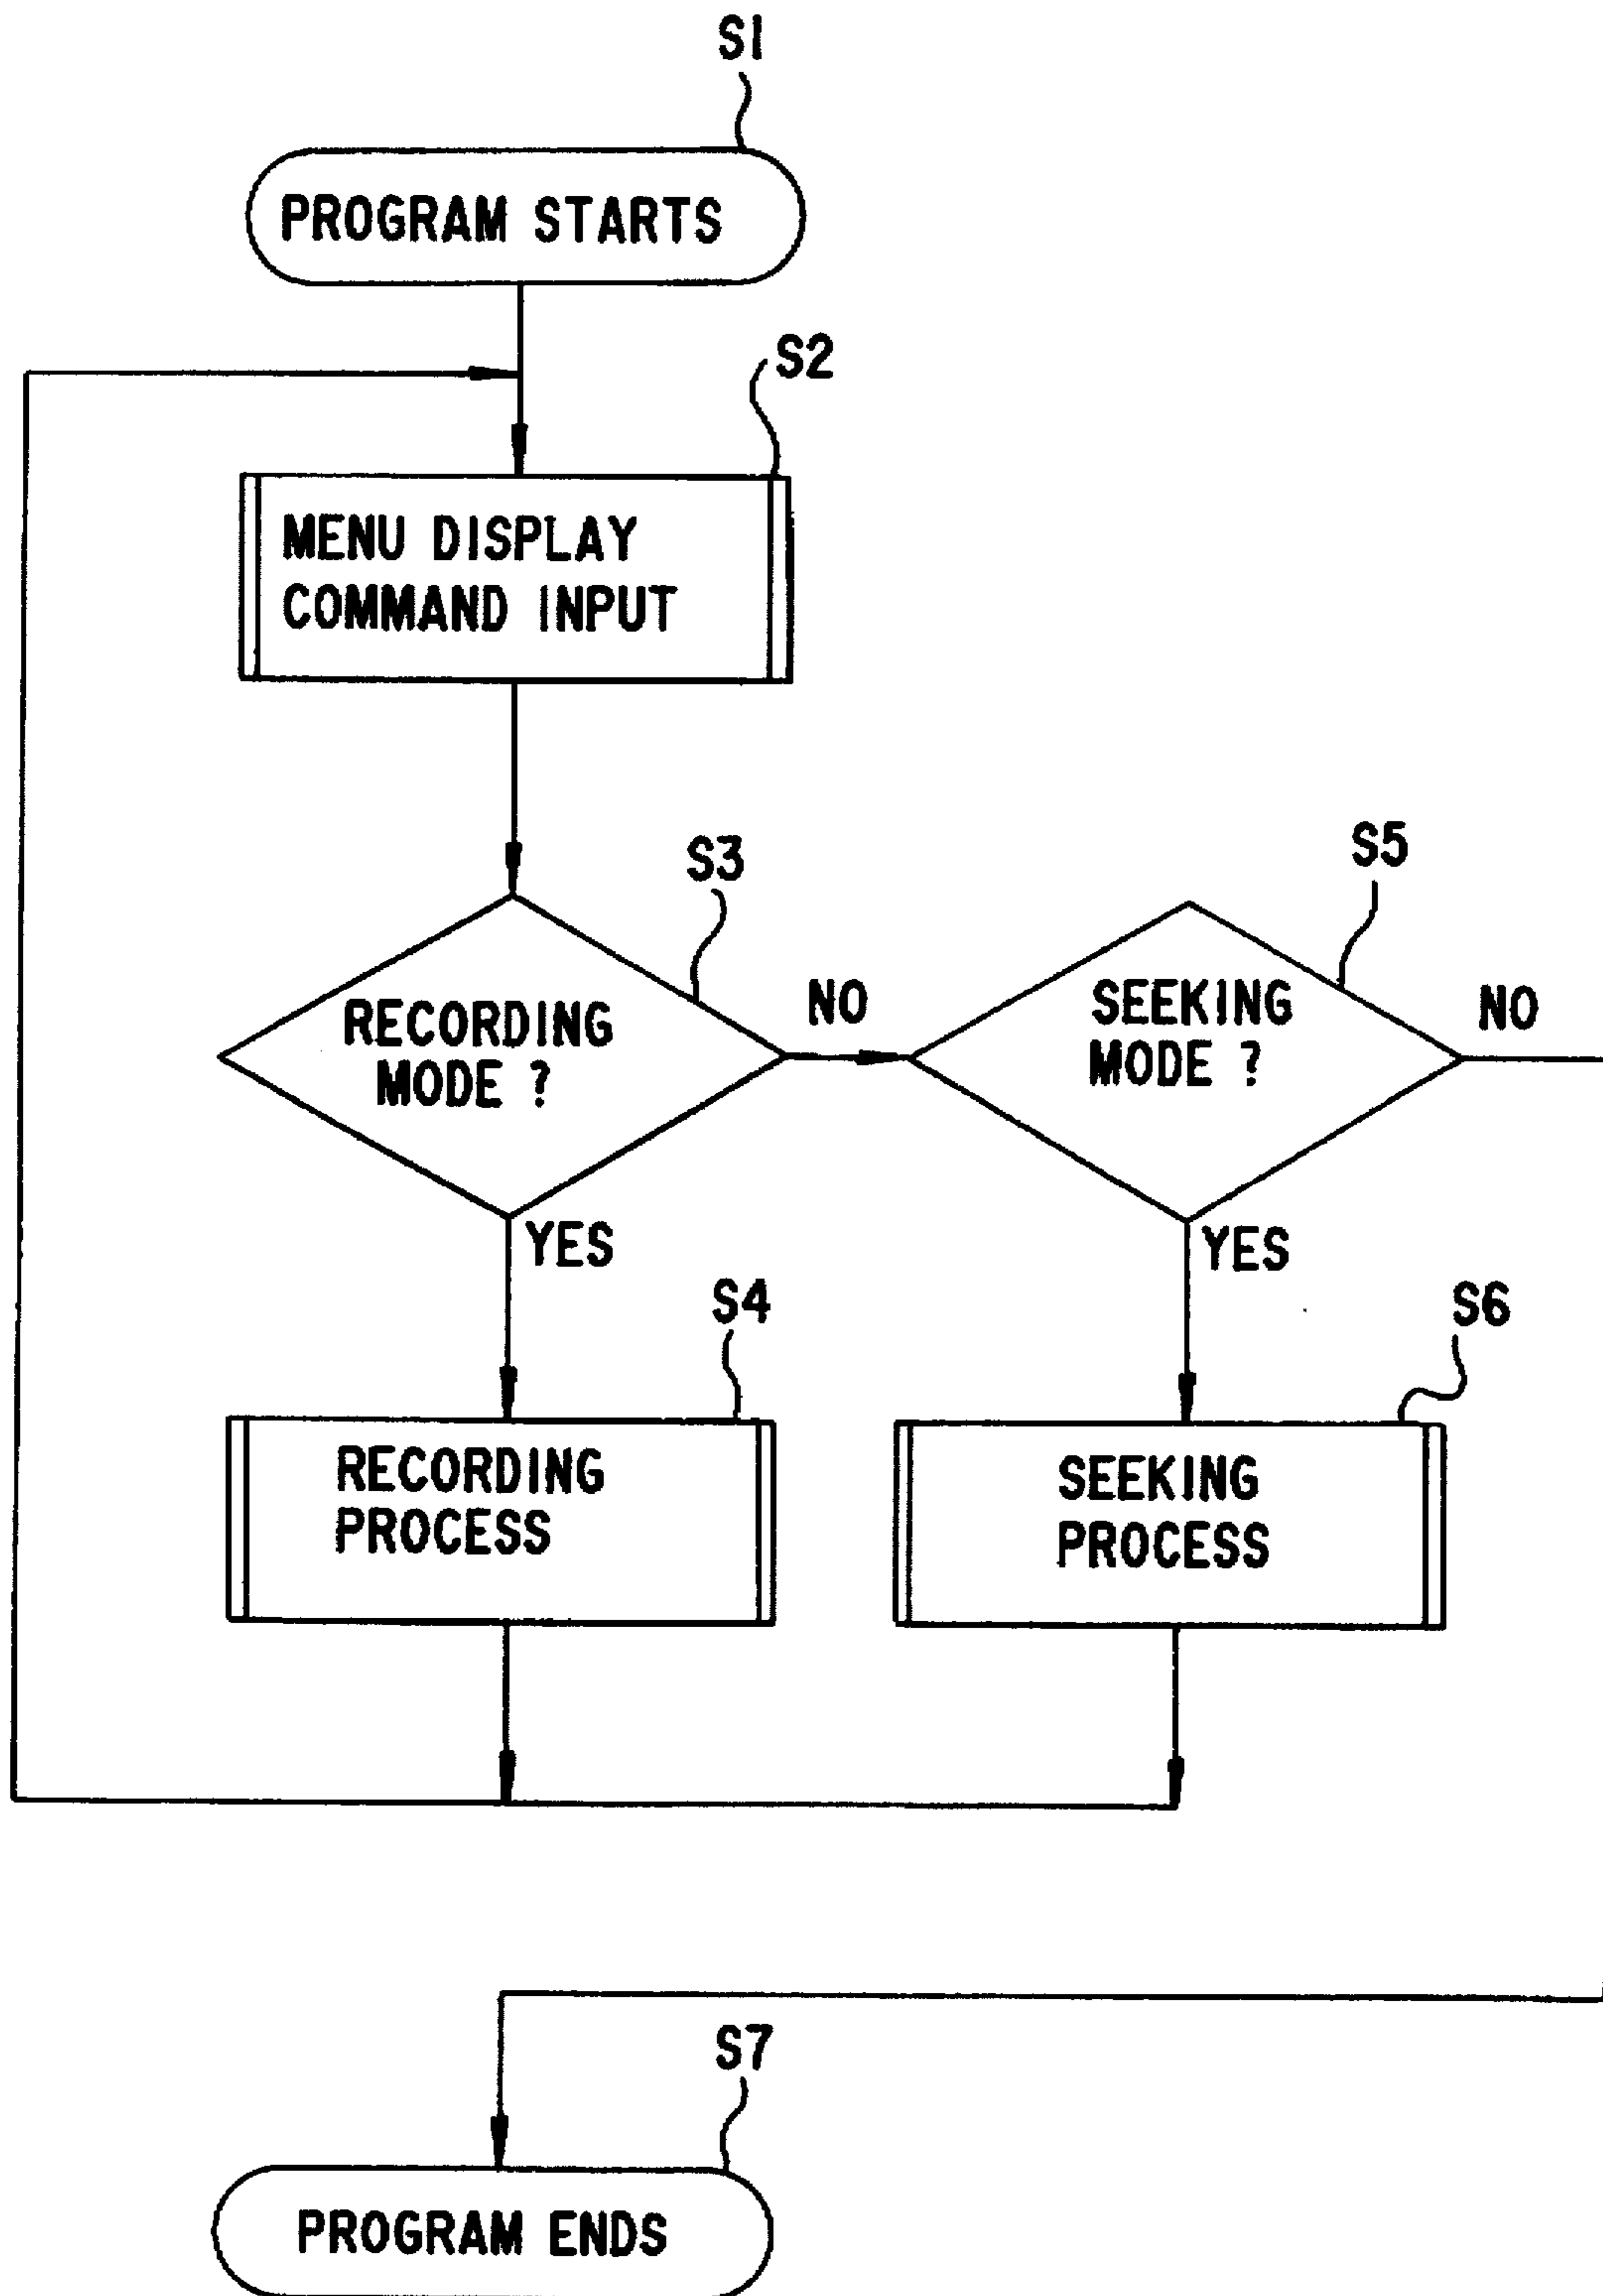 S1
PROGRAM STARTS
S2
MENU DISPLAY
COMMAND INPUT
S3
RECORDING
MODE ?
NO
S5
SEEKING
MODE ?
NO
YES
YES
S4
RECORDING
PROCESS
S6
SEEKING
PROCESS
S7
PROGRAM ENDS